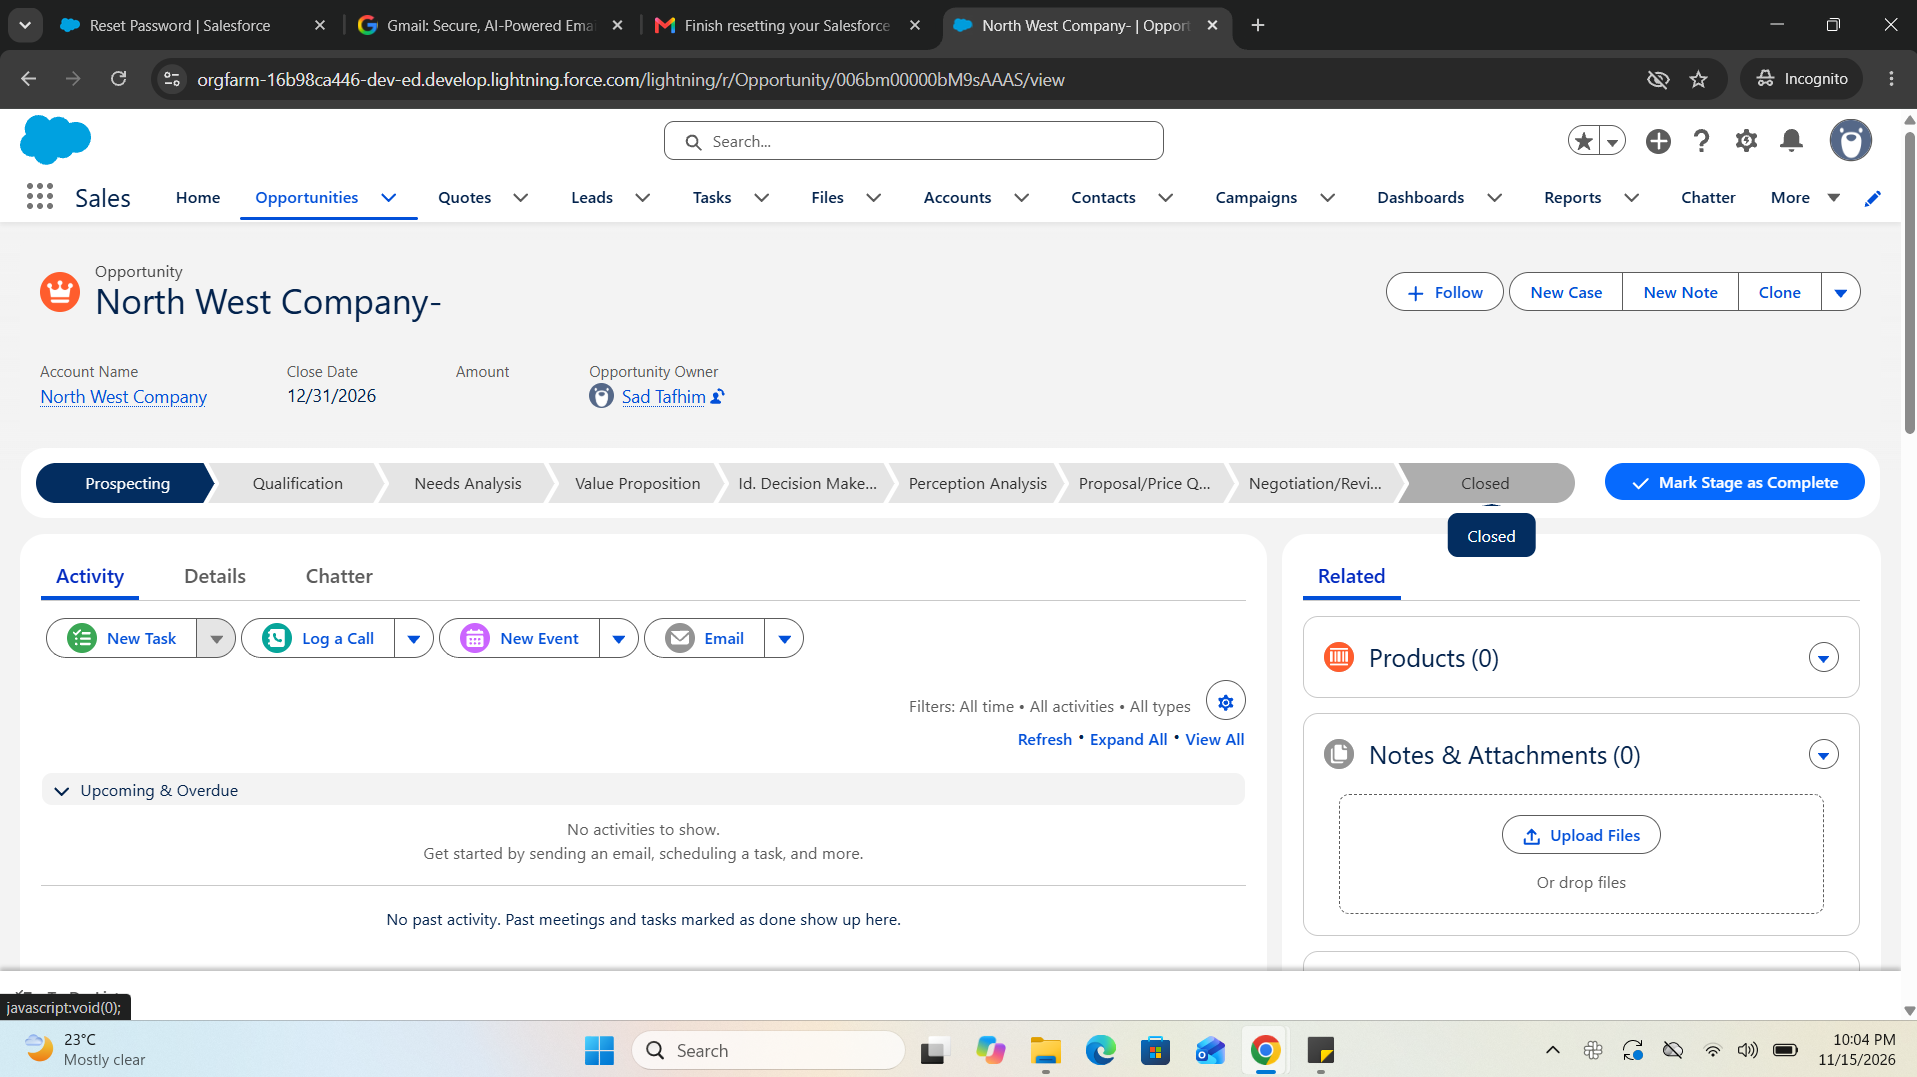 Reset Password | Salesforce
Gmail: Secure, AI-Powered Emai
Finish resetting your Salesforce
North West Company- | Opport
orgfarm-16b98ca446-dev-ed.develop.lightning.force.com/lightning/r/Opportunity/006bm00000bM9sAAAS/view
Incognito
Search...
Sales
Home
Opportunities
Quotes
Leads
Tasks
Files
Accounts
Contacts
Campaigns
Dashboards
Reports
Chatter
More
Opportunity
North West Company-
Follow
New Case
New Note
Clone
Account Name
North West Company
Close Date
12/31/2026
Amount
Opportunity Owner
Sad Tafhim
Prospecting
Qualification
Needs Analysis
Value Proposition
Id. Decision Make...
Perception Analysis
Proposal/Price Q...
Negotiation/Revi...
Closed
Mark Stage as Complete
Closed
Activity
Details
Chatter
New Task
Log a Call
New Event
Email
Filters: All time • All activities • All types
Refresh • Expand All • View All
Upcoming & Overdue
No activities to show.
Get started by sending an email, scheduling a task, and more.
No past activity. Past meetings and tasks marked as done show up here.
Related
Products (0)
Notes & Attachments (0)
Upload Files
Or drop files
javascript:void(0);
23°C
Mostly clear
Search
10:04 PM
11/15/2026